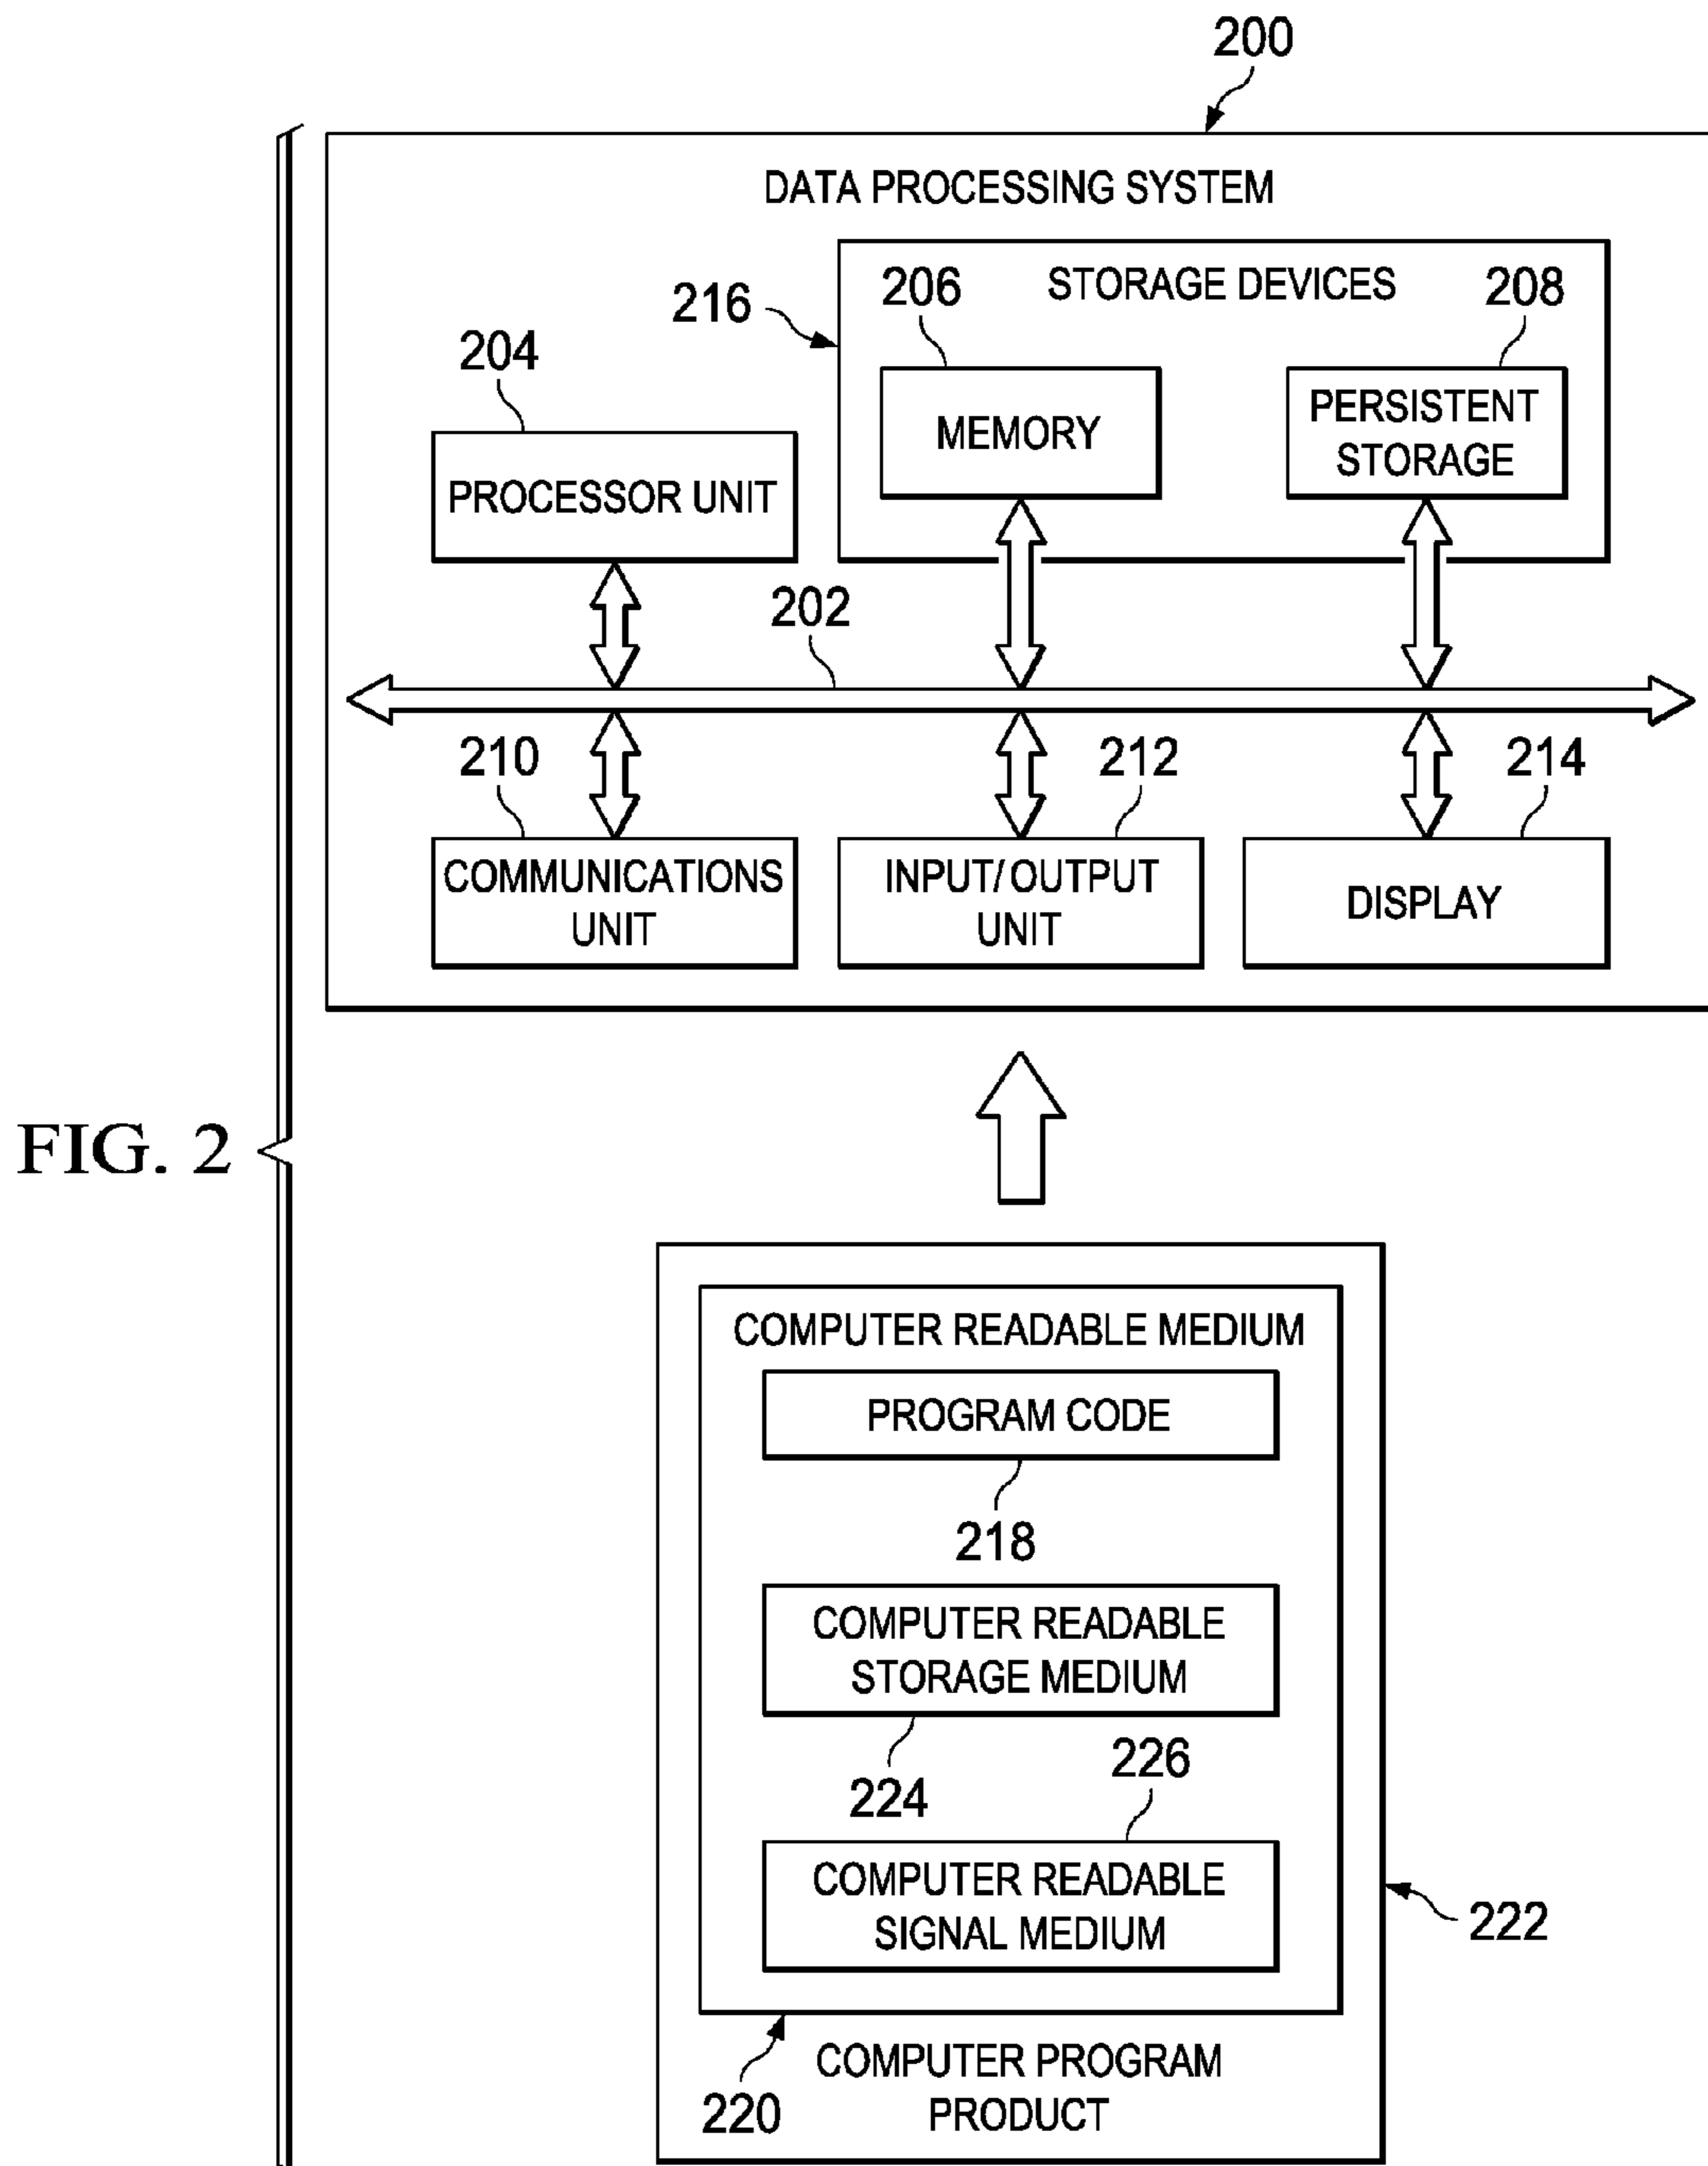 200
DATA PROCESSING SYSTEM
206
STORAGE DEVICES
208
216
204
MEMORY
PERSISTENT
STORAGE
PROCESSOR UNIT
202
210
212
214
COMMUNICATIONS
UNIT
INPUT/OUTPUT
UNIT
DISPLAY
FIG. 2
COMPUTER READABLE MEDIUM
PROGRAM CODE
218
COMPUTER READABLE
STORAGE MEDIUM
224
226
COMPUTER READABLE
SIGNAL MEDIUM
222
220
COMPUTER PROGRAM
PRODUCT